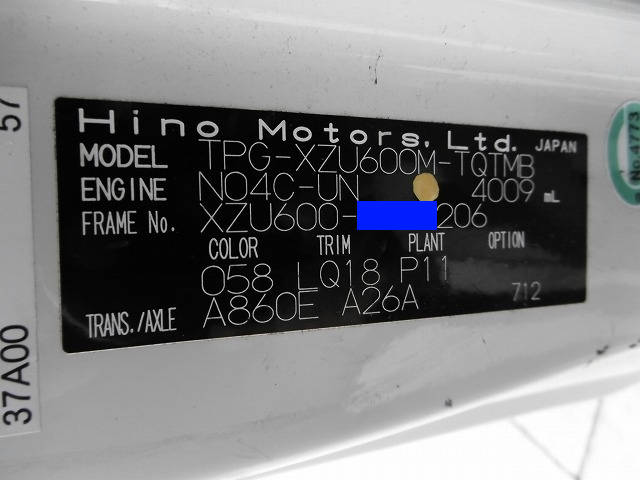 Hino Motors, Ltd. JAPAN
MODEL TPG-XZU600M-TQTMB
ENGINE N04C-UN 4009 mL
FRAME No. XZU600- 206
COLOR TRIM PLANT OPTION
058 LQ18 P11
TRANS./AXLE A860E A26A 712
57
37A00